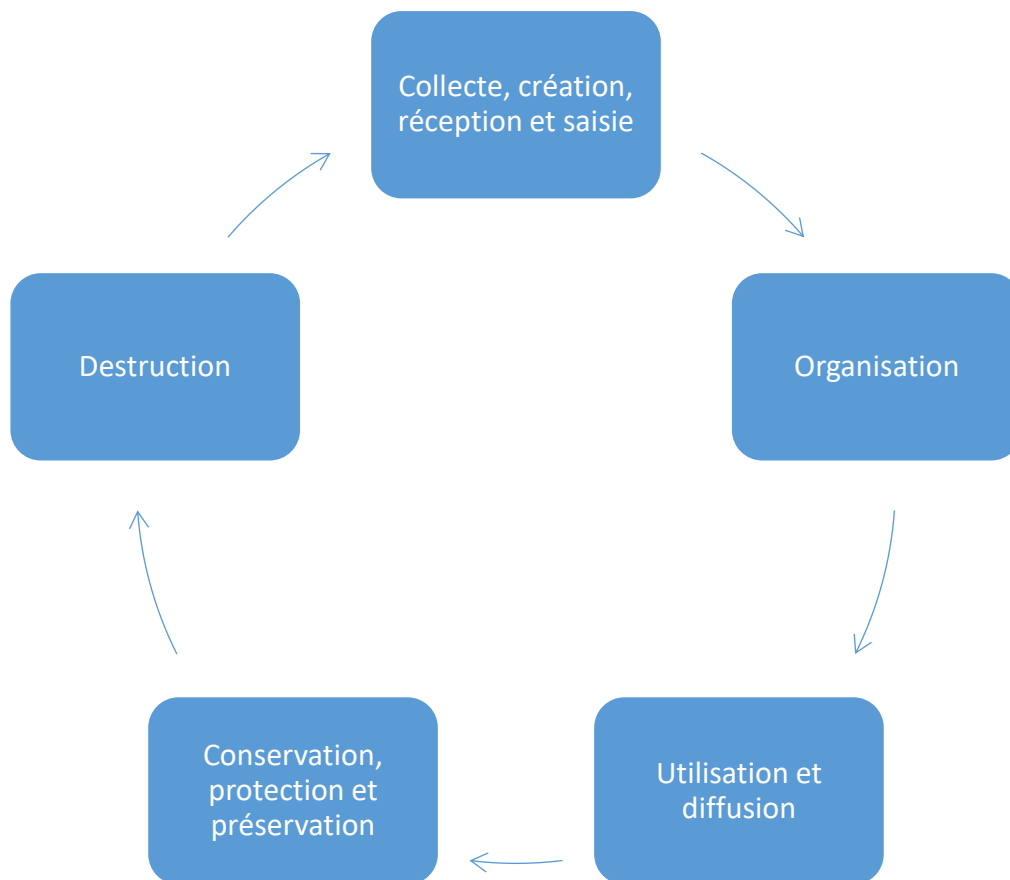 Collecte, création,
réception et saisie
Organisation
Utilisation et
diffusion
Conservation,
protection et
préservation
Destruction